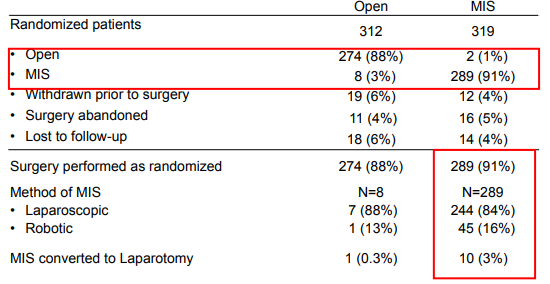 Open MIS
Randomized patients 312 319
• Open 274 (88%) 2 (1%)
• MIS 8 (3%) 289 (91%)
• Withdrawn prior to surgery 19 (6%) 12 (4%)
• Surgery abandoned 11 (4%) 16 (5%)
• Lost to follow-up 18 (6%) 14 (4%)
Surgery performed as randomized 274 (88%) 289 (91%)
Method of MIS N=8 N=289
• Laparoscopic 7 (88%) 244 (84%)
• Robotic 1 (13%) 45 (16%)
MIS converted to Laparotomy 1 (0.3%) 10 (3%)